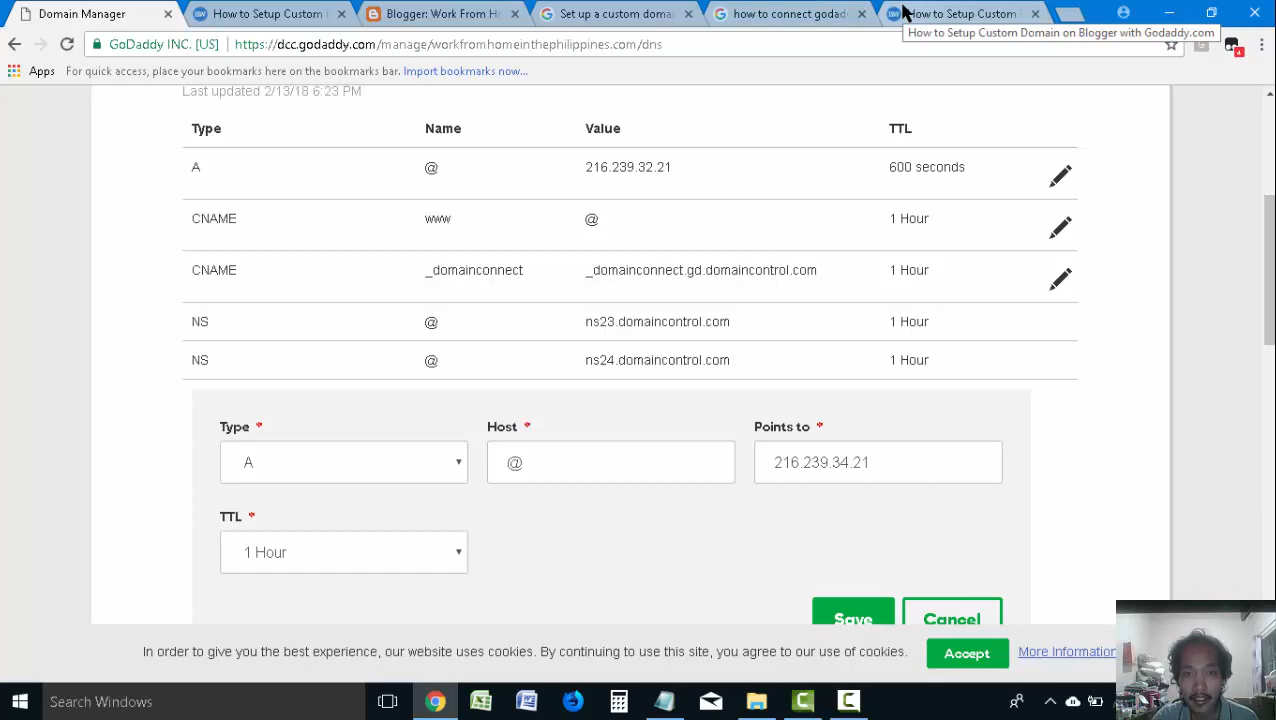 Domain Manager
How to Setup Custom
Blogger: Work From H
Set up a custom doma
how to connect godad
How to Setup Custom
GoDaddy INC. [US]
https://dcc.godaddy.com/manage/workfromhomeinthephilippines.com/dns
How to Setup Custom Domain on Blogger with Godaddy.com
Apps For quick access, place your bookmarks here on the bookmarks bar. Import bookmarks now...
Last updated 2/13/18 6:23 PM
Type Name Value TTL
A @ 216.239.32.21 600 seconds
CNAME www @ 1 Hour
CNAME _domainconnect _domainconnect.gd.domaincontrol.com 1 Hour
NS @ ns23.domaincontrol.com 1 Hour
NS @ ns24.domaincontrol.com 1 Hour
Type * Host * Points to *
A @ 216.239.34.21
TTL *
1 Hour
Save Cancel
In order to give you the best experience, our website uses cookies. By continuing to use this site, you agree to our use of cookies. Accept More Information
Search Windows